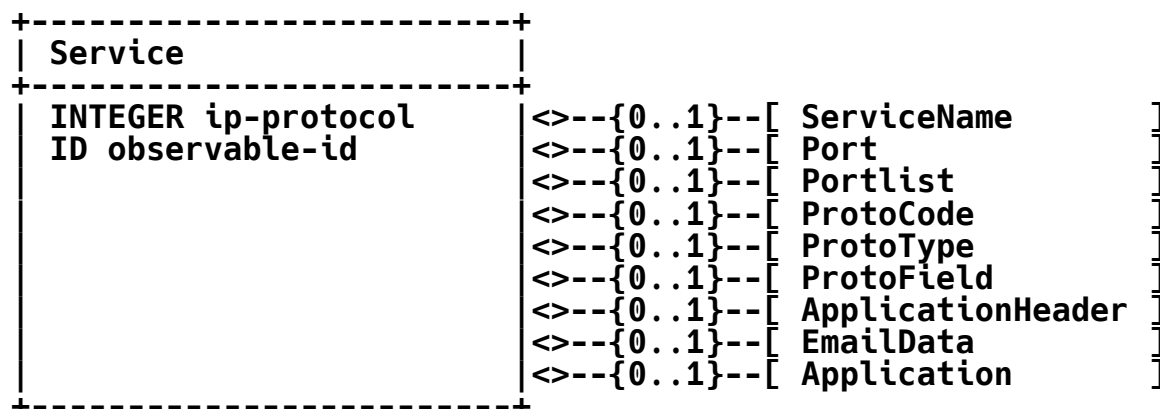 +-------------------------+
| Service                 |
+-------------------------+
| INTEGER ip-protocol     |<>--{0..1}--[ ServiceName       ]
| ID observable-id        |<>--{0..1}--[ Port              ]
|                         |<>--{0..1}--[ Portlist          ]
|                         |<>--{0..1}--[ ProtoCode         ]
|                         |<>--{0..1}--[ ProtoType         ]
|                         |<>--{0..1}--[ ProtoField        ]
|                         |<>--{0..1}--[ ApplicationHeader ]
|                         |<>--{0..1}--[ EmailData         ]
|                         |<>--{0..1}--[ Application       ]
+-------------------------+